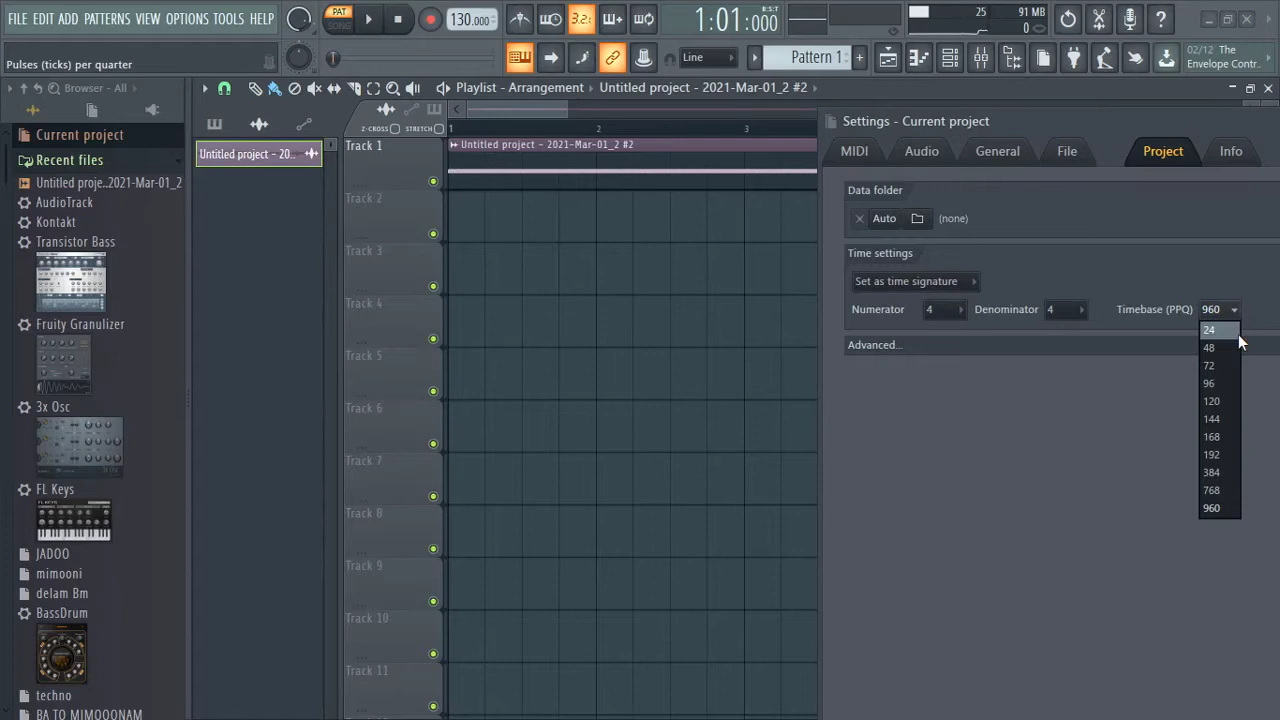 FILE EDIT ADD PATTERNS VIEW OPTIONS TOOLS HELP
PAT
SONG
130.000
3.2
1:01:000
B:S:T
25
91 MB
0
Pulses (ticks) per quarter
Line
Pattern 1
+
02/12 The
Envelope Contr..
Browser - All
Playlist - Arrangement
Untitled project - 2021-Mar-01_2 #2
Current project
Recent files
Untitled proje..2021-Mar-01_2
AudioTrack
Kontakt
Transistor Bass
Fruity Granulizer
3x Osc
FL Keys
JADOO
mimooni
delam Bm
BassDrum
techno
BA TO MIMOOONAM
Untitled project - 20..
Z-CROSS
STRETCH
1
2
3
Track 1
Untitled project - 2021-Mar-01_2 #2
Track 2
Track 3
Track 4
Track 5
Track 6
Track 7
Track 8
Track 9
Track 10
Track 11
Settings - Current project
MIDI
Audio
General
File
Project
Info
Data folder
Auto
(none)
Time settings
Set as time signature
Numerator
4
Denominator
4
Timebase (PPQ)
960
Advanced...
24
48
72
96
120
144
168
192
384
768
960